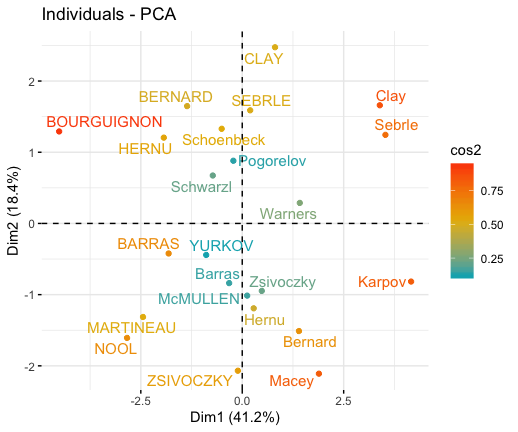 Individuals - PCA
CLAY
BERNARD
SEBRLE
Clay
BOURGUIGNON
Sebrle
HERNU
Schoenbeck
Pogorelov
Schwarzl
Warners
BARRAS
YURKOV
Barras
Zsivoczky
Karpov
McMULLEN
Hernu
MARTINEAU
Bernard
NOOL
ZSIVOCZKY
Macey
2
1
0
-1
-2
-2.5
0.0
2.5
Dim1 (41.2%)
Dim2 (18.4%)
cos2
0.75
0.50
0.25